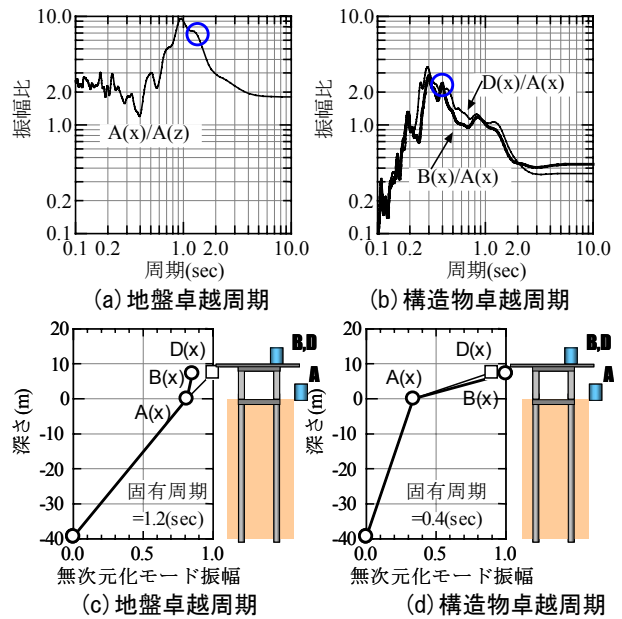 10.0
2.0
1.0
0.2
0.1
0.1 0.2 1.0 2.0 10.0
振幅比
A(x)/A(z)
周期(sec)
(a)地盤卓越周期
10.0
2.0
1.0
0.2
0.1
0.1 0.2 1.0 2.0 10.0
振幅比
D(x)/A(x)
B(x)/A(x)
周期(sec)
(b)構造物卓越周期
20
10
0
-10
-20
-30
-40
0.0 0.5 1.0
深さ(m)
D(x)
B(x)
A(x)
B,D
A
固有周期
=1.2(sec)
無次元化モード振幅
(c)地盤卓越周期
20
10
0
-10
-20
-30
-40
0.0 0.5 1.0
深さ(m)
D(x)
A(x)
B(x)
B,D
A
固有周期
=0.4(sec)
無次元化モード振幅
(d)構造物卓越周期